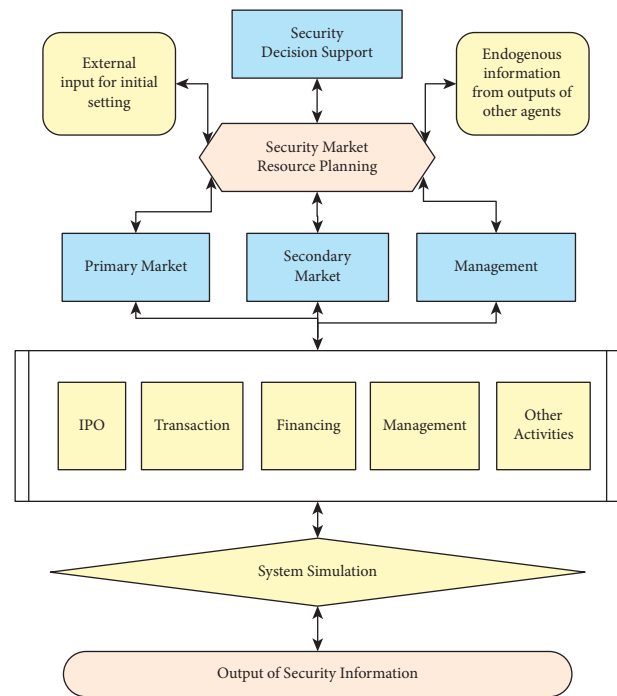 Security
Decision Support
External
input for initial
setting
Endogenous
information
from outputs of
other agents
Security Market
Resource Planning
Primary Market
Secondary
Market
Management
IPO
Transaction
Financing
Management
Other
Activities
System Simulation
Output of Security Information